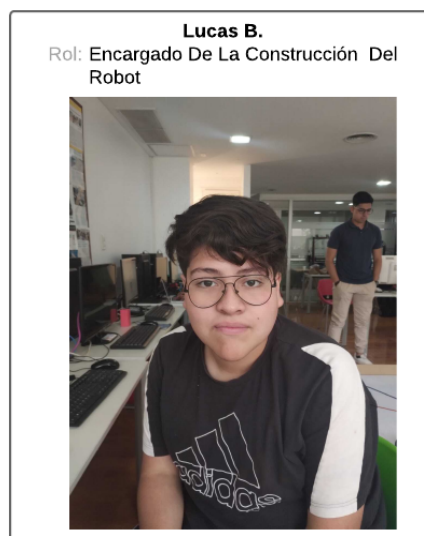 Lucas B.
Rol: Encargado De La Construcción Del
Robot
adidas